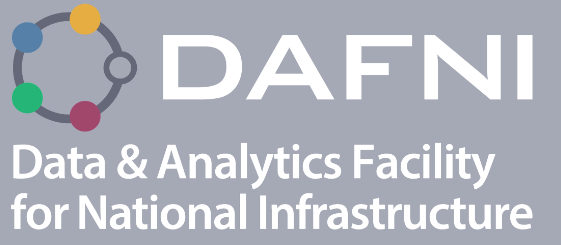 DAFNI
Data & Analytics Facility
for National Infrastructure